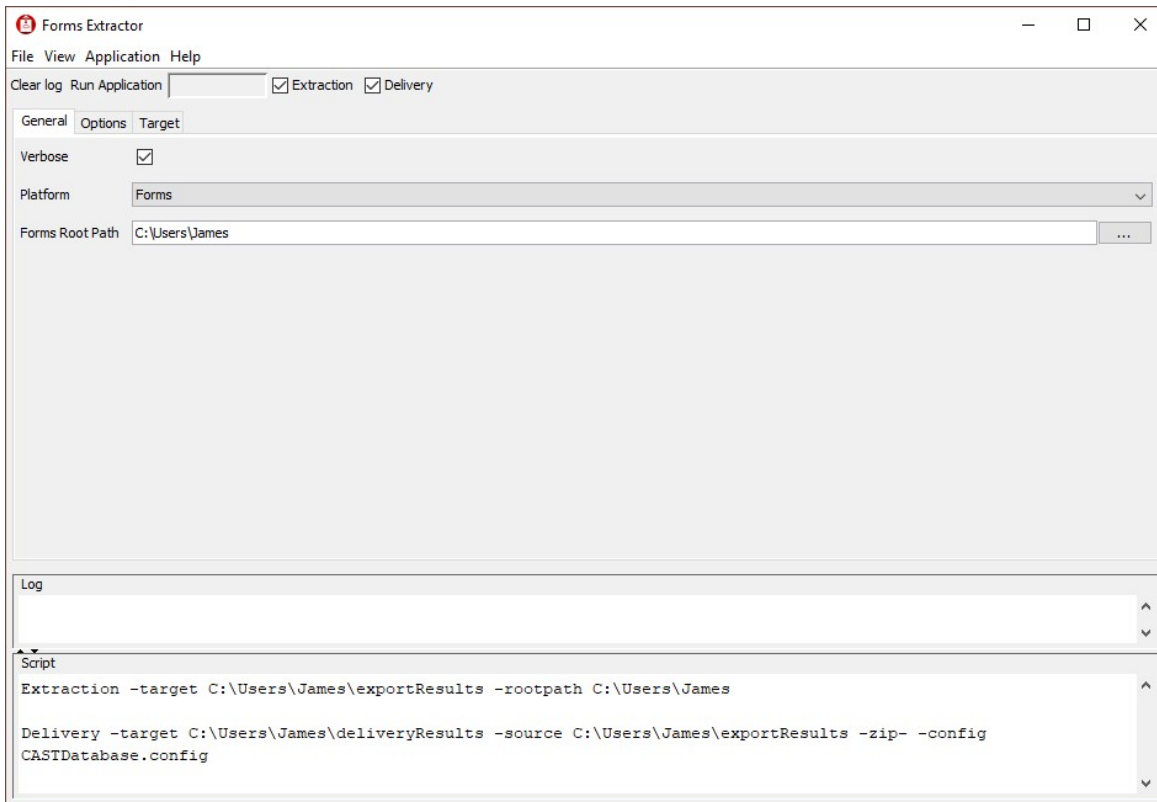 Forms Extractor
File View Application Help
Clear log Run Application Extraction Delivery
General Options Target
Verbose
Platform Forms
Forms Root Path C:\Users\James ...
Log
Script
Extraction -target C:\Users\James\exportResults -rootpath C:\Users\James
Delivery -target C:\Users\James\deliveryResults -source C:\Users\James\exportResults -zip- -config
CASTDatabase.config